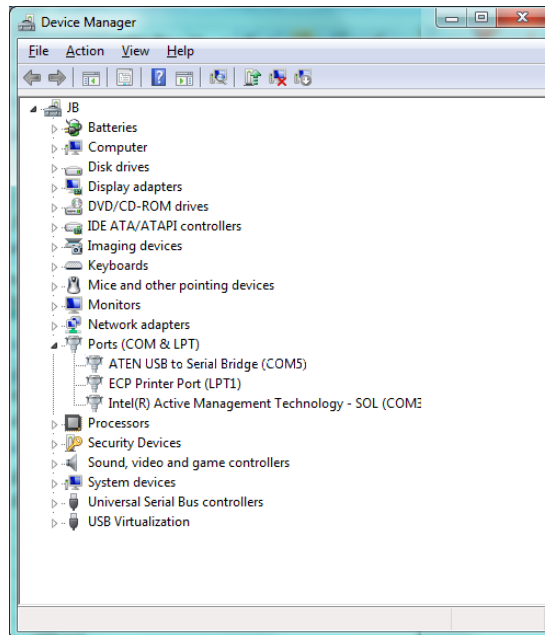 Device Manager
File Action View Help
JB
Batteries
Computer
Disk drives
Display adapters
DVD/CD-ROM drives
IDE ATA/ATAPI controllers
Imaging devices
Keyboards
Mice and other pointing devices
Monitors
Network adapters
Ports (COM & LPT)
ATEN USB to Serial Bridge (COM5)
ECP Printer Port (LPT1)
Intel(R) Active Management Technology - SOL (COM3
Processors
Security Devices
Sound, video and game controllers
System devices
Universal Serial Bus controllers
USB Virtualization